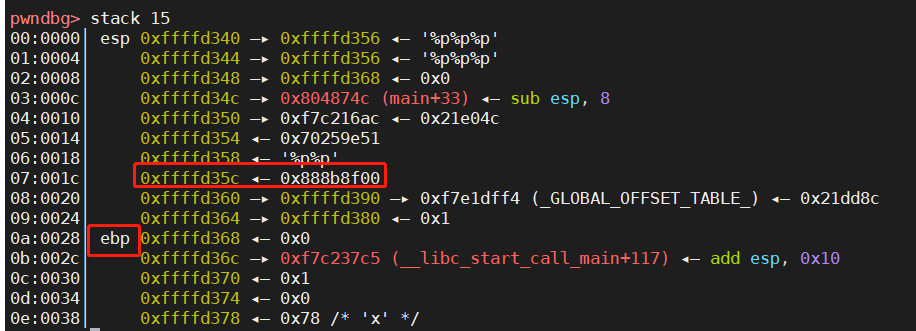 pwndbg> stack 15
00:0000│ esp 0xffffd340 —▸ 0xffffd356 ◂— '%p%p%p'
01:0004│     0xffffd344 —▸ 0xffffd356 ◂— '%p%p%p'
02:0008│     0xffffd348 —▸ 0xffffd368 ◂— 0x0
03:000c│     0xffffd34c —▸ 0x804874c (main+33) ◂— sub esp, 8
04:0010│     0xffffd350 —▸ 0xf7c216ac ◂— 0x21e04c
05:0014│     0xffffd354 ◂— 0x70259e51
06:0018│     0xffffd358 ◂— '%p%p'
07:001c│     0xffffd35c ◂— 0x888b8f00
08:0020│     0xffffd360 —▸ 0xffffd390 —▸ 0xf7e1dff4 (_GLOBAL_OFFSET_TABLE_) ◂— 0x21dd8c
09:0024│     0xffffd364 —▸ 0xffffd380 ◂— 0x1
0a:0028│ ebp 0xffffd368 ◂— 0x0
0b:002c│     0xffffd36c —▸ 0xf7c237c5 (__libc_start_call_main+117) ◂— add esp, 0x10
0c:0030│     0xffffd370 ◂— 0x1
0d:0034│     0xffffd374 ◂— 0x0
0e:0038│     0xffffd378 ◂— 0x78 /* 'x' */